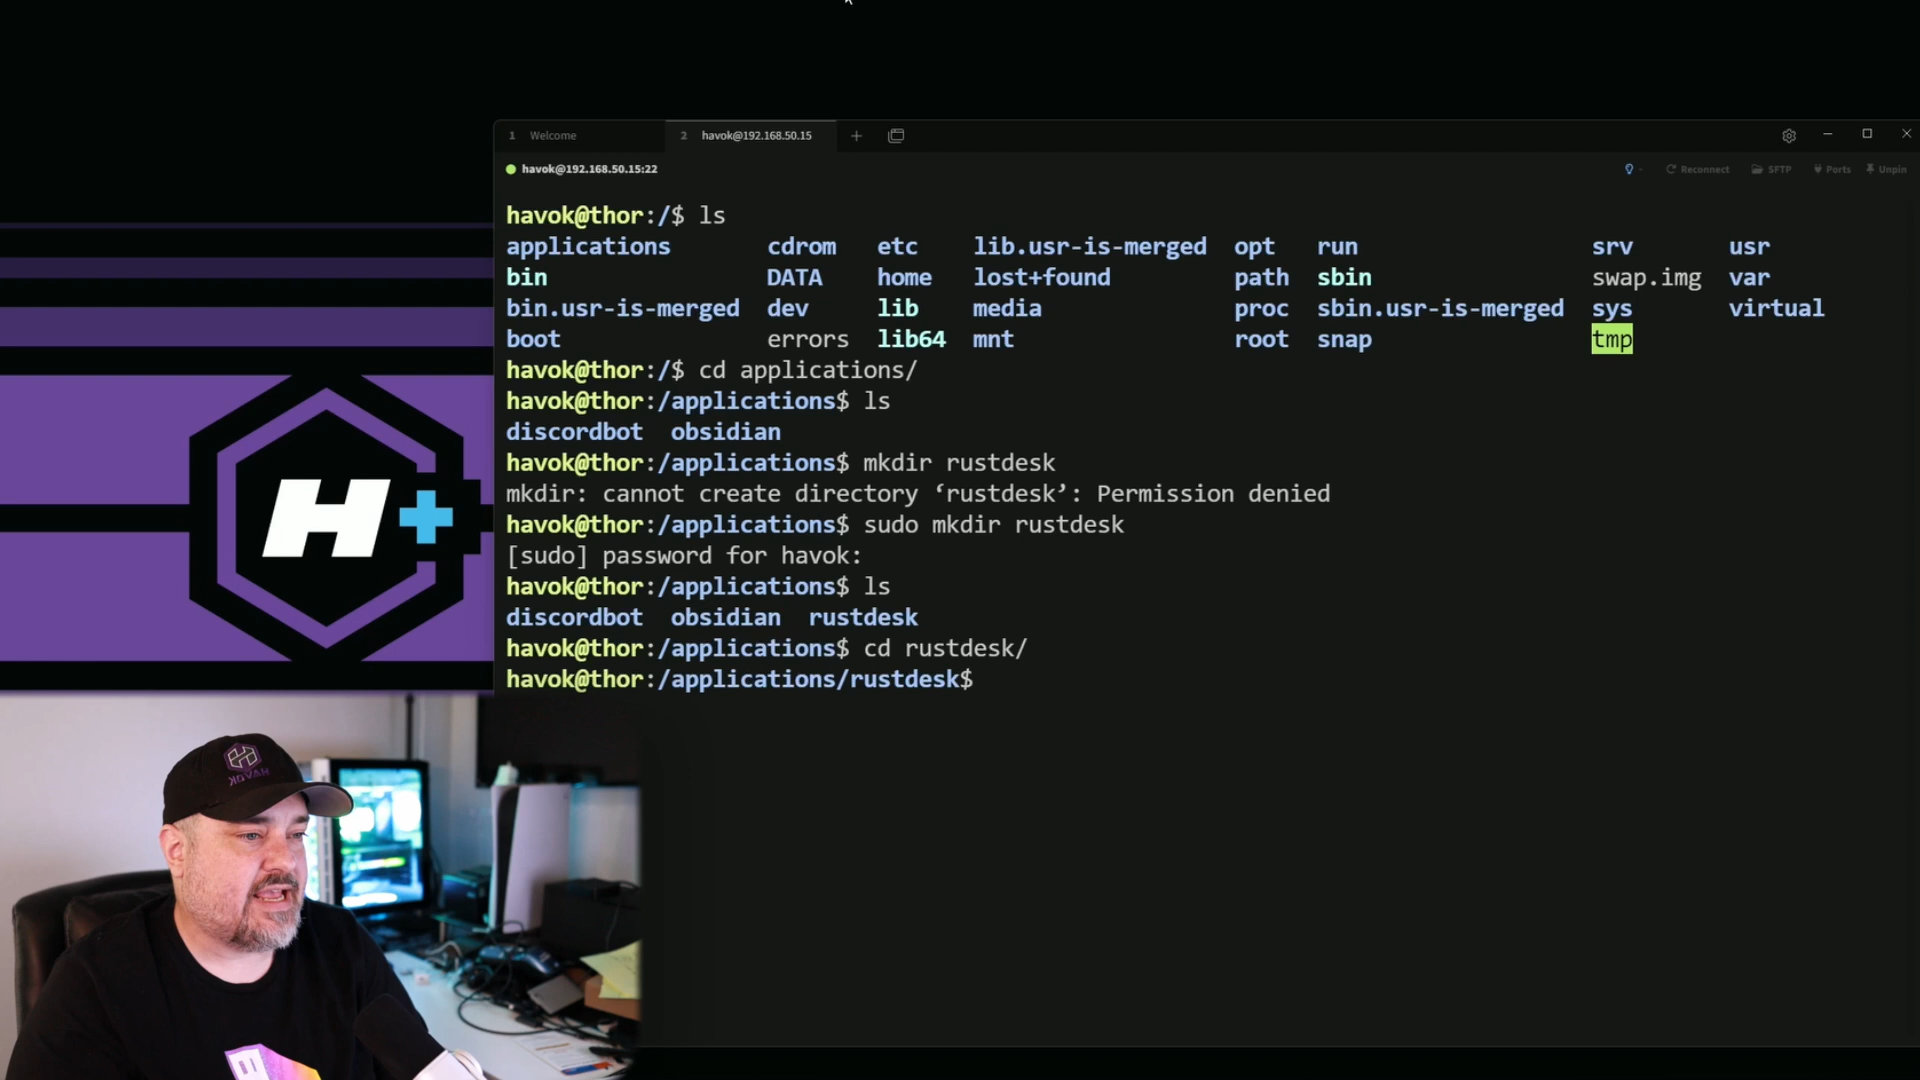 1 Welcome
2 havok@192.168.50.15
havok@192.168.50.15:22
Reconnect SFTP Ports Unpin
havok@thor:/$ ls
applications cdrom etc lib.usr-is-merged opt run srv usr
bin DATA home lost+found path sbin swap.img var
bin.usr-is-merged dev lib media proc sbin.usr-is-merged sys virtual
boot errors lib64 mnt root snap tmp
havok@thor:/$ cd applications/
havok@thor:/applications$ ls
discordbot obsidian
havok@thor:/applications$ mkdir rustdesk
mkdir: cannot create directory ‘rustdesk’: Permission denied
havok@thor:/applications$ sudo mkdir rustdesk
[sudo] password for havok:
havok@thor:/applications$ ls
discordbot obsidian rustdesk
havok@thor:/applications$ cd rustdesk/
havok@thor:/applications/rustdesk$
H+
HAVOK